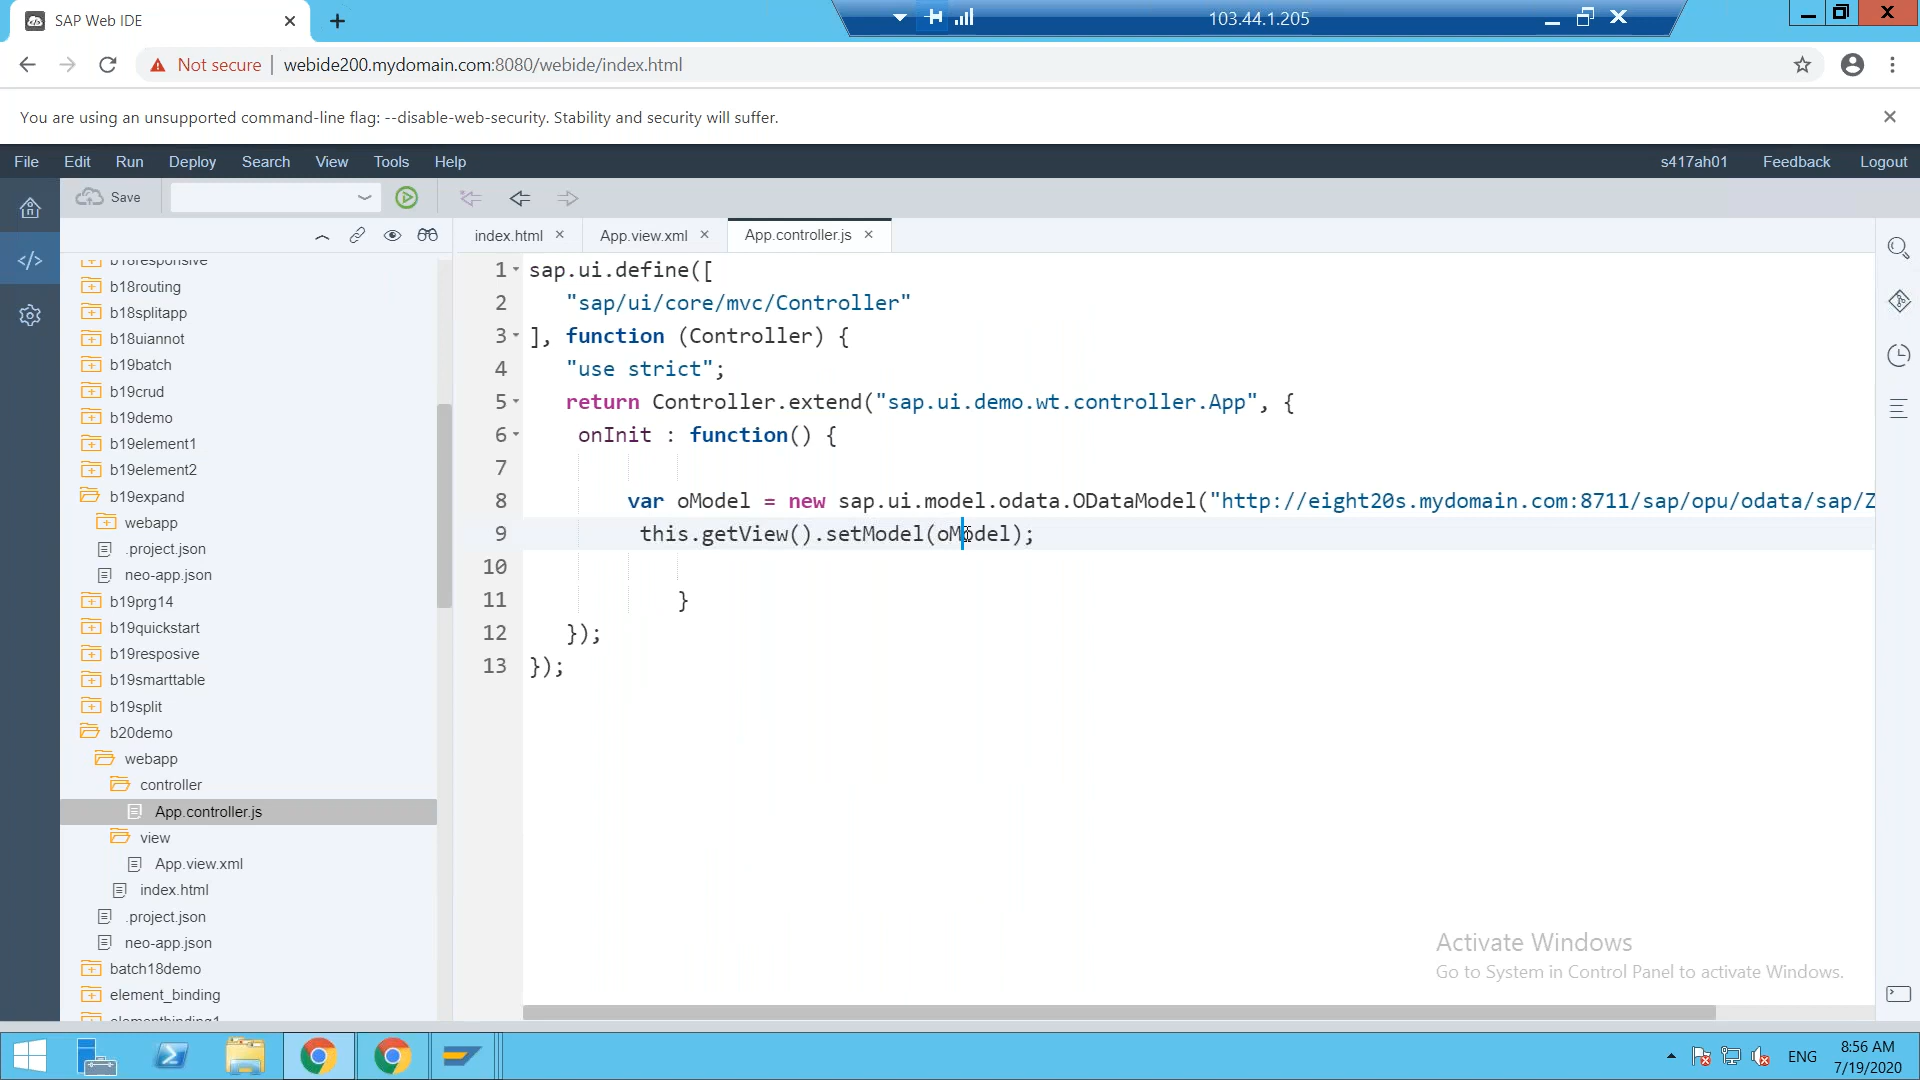 SAP Web IDE
103.44.1.205
Not secure
webide200.mydomain.com:8080/webide/index.html
You are using an unsupported command-line flag: --disable-web-security. Stability and security will suffer.
File Edit Run Deploy Search View Tools Help
s417ah01 Feedback Logout
Save
index.html
App.view.xml
App.controller.js
b18responsive
b18routing
b18splitapp
b18uiannot
b19batch
b19crud
b19demo
b19element1
b19element2
b19expand
webapp
.project.json
neo-app.json
b19prg14
b19quickstart
b19resposive
b19smarttable
b19split
b20demo
webapp
controller
App.controller.js
view
App.view.xml
index.html
.project.json
neo-app.json
batch18demo
element_binding
elementbinding1
1 sap.ui.define([
2 "sap/ui/core/mvc/Controller"
3 ], function (Controller) {
4 "use strict";
5 return Controller.extend("sap.ui.demo.wt.controller.App", {
6 onInit : function() {
7
8 var oModel = new sap.ui.model.odata.ODataModel("http://eight20s.mydomain.com:8711/sap/opu/odata/sap/Z
9 this.getView().setModel(oModel);
10
11 }
12 });
13 });
Activate Windows
Go to System in Control Panel to activate Windows.
ENG
8:56 AM
7/19/2020